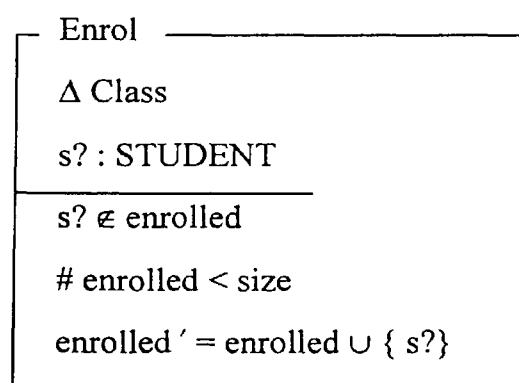 Enrol
Δ Class
s? : STUDENT
s? ∉ enrolled
# enrolled < size
enrolled ′ = enrolled ∪ { s?}